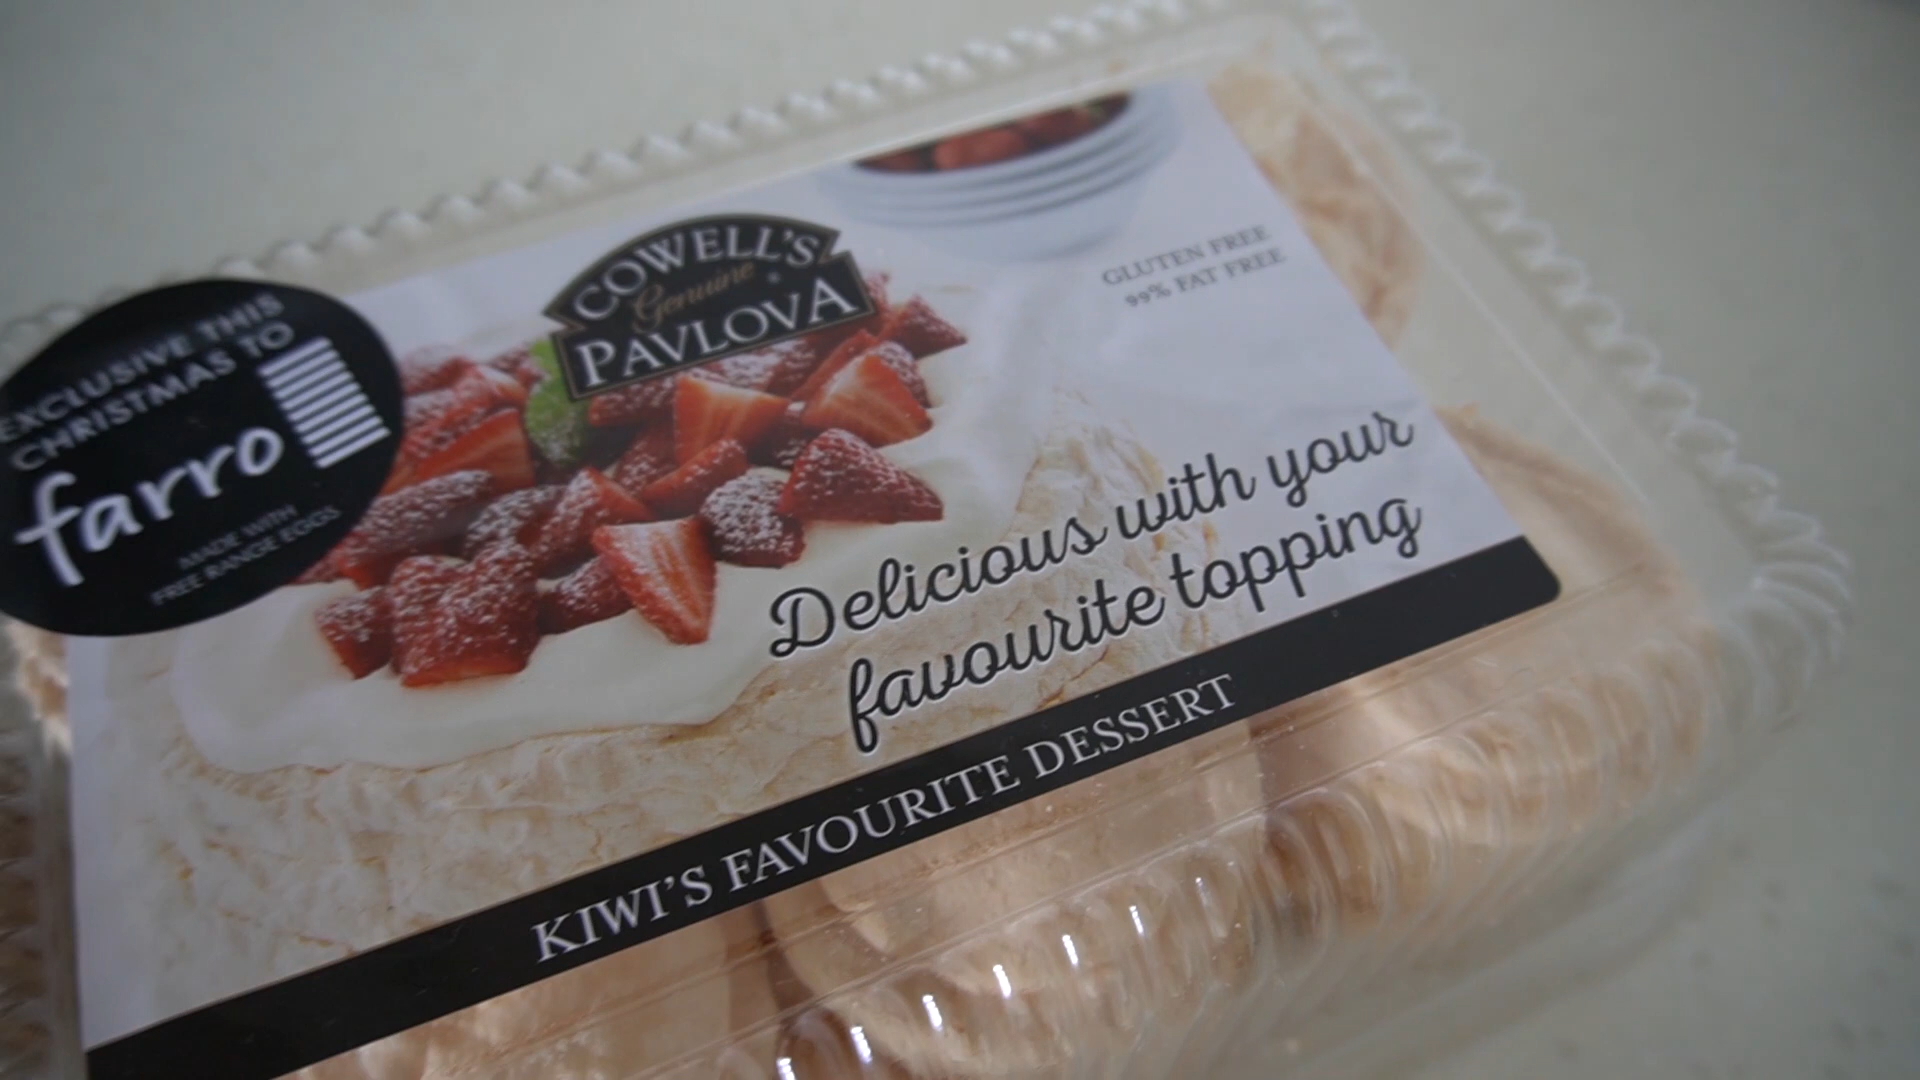 EXCLUSIVE THIS
CHRISTMAS TO
farro
MADE WITH
FREE RANGE EGGS
COWELL'S
Genuine
PAVLOVA
GLUTEN FREE
99% FAT FREE
Delicious with your
favourite topping
KIWI'S FAVOURITE DESSERT